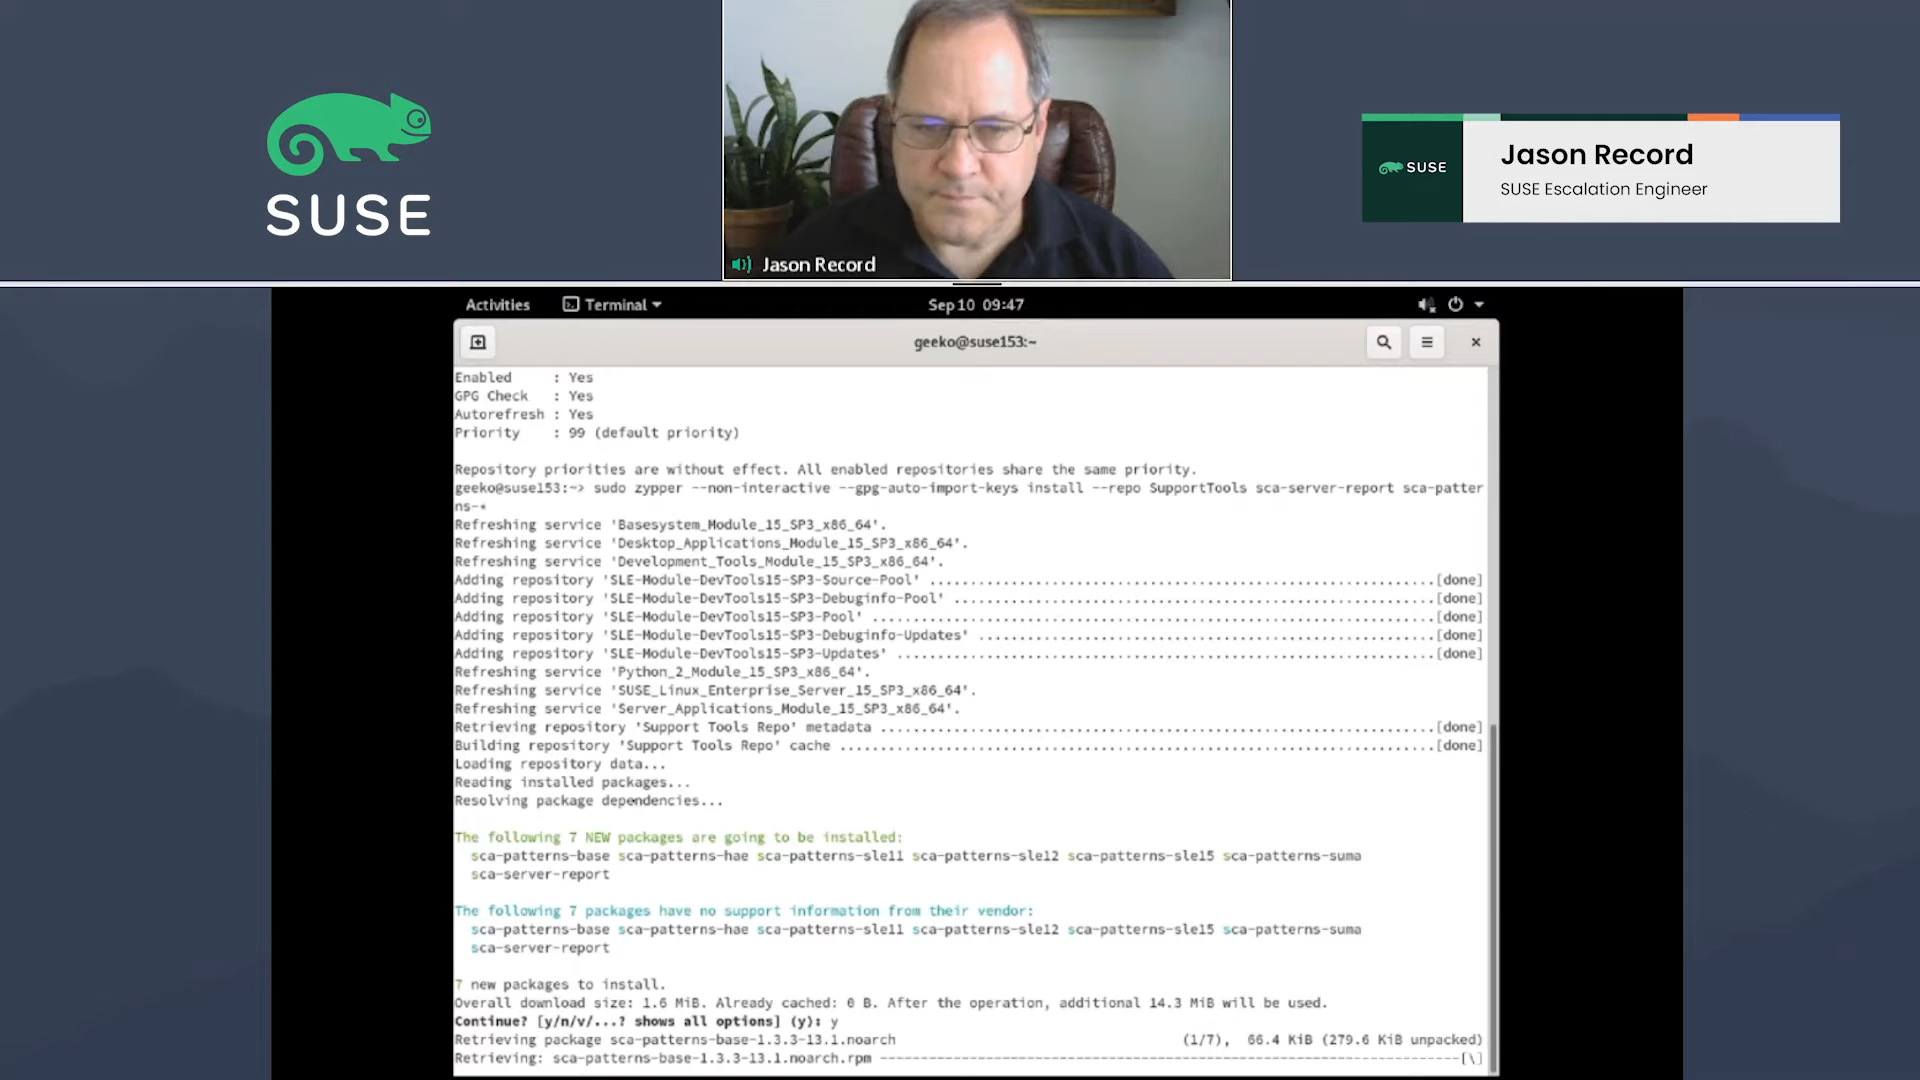 SUSE
Jason Record
SUSE
Jason Record
SUSE Escalation Engineer
Activities
Terminal
Sep 10 09:47
geeko@suse153:~
Enabled : Yes
GPG Check : Yes
Autorefresh : Yes
Priority : 99 (default priority)
Repository priorities are without effect. All enabled repositories share the same priority.
geeko@suse153:~> sudo zypper --non-interactive --gpg-auto-import-keys install --repo SupportTools sca-server-report sca-patter
ns-*
Refreshing service 'Basesystem_Module_15_SP3_x86_64'.
Refreshing service 'Desktop_Applications_Module_15_SP3_x86_64'.
Refreshing service 'Development_Tools_Module_15_SP3_x86_64'.
Adding repository 'SLE-Module-DevTools15-SP3-Source-Pool' ..............................................................[done]
Adding repository 'SLE-Module-DevTools15-SP3-Debuginfo-Pool' ...........................................................[done]
Adding repository 'SLE-Module-DevTools15-SP3-Pool' .....................................................................[done]
Adding repository 'SLE-Module-DevTools15-SP3-Debuginfo-Updates' ........................................................[done]
Adding repository 'SLE-Module-DevTools15-SP3-Updates' ..................................................................[done]
Refreshing service 'Python_2_Module_15_SP3_x86_64'.
Refreshing service 'SUSE_Linux_Enterprise_Server_15_SP3_x86_64'.
Refreshing service 'Server_Applications_Module_15_SP3_x86_64'.
Retrieving repository 'Support Tools Repo' metadata ....................................................................[done]
Building repository 'Support Tools Repo' cache .........................................................................[done]
Loading repository data...
Reading installed packages...
Resolving package dependencies...
The following 7 NEW packages are going to be installed:
sca-patterns-base sca-patterns-hae sca-patterns-sle11 sca-patterns-sle12 sca-patterns-sle15 sca-patterns-suma
sca-server-report
The following 7 packages have no support information from their vendor:
sca-patterns-base sca-patterns-hae sca-patterns-sle11 sca-patterns-sle12 sca-patterns-sle15 sca-patterns-suma
sca-server-report
7 new packages to install.
Overall download size: 1.6 MiB. Already cached: 0 B. After the operation, additional 14.3 MiB will be used.
Continue? [y/n/v/...? shows all options] (y): y
Retrieving package sca-patterns-base-1.3.3-13.1.noarch (1/7), 66.4 KiB (279.6 KiB unpacked)
Retrieving: sca-patterns-base-1.3.3-13.1.noarch.rpm -----------------------------------------------------------------------[\]